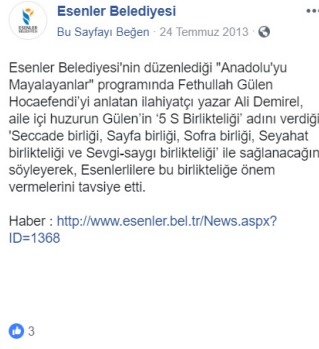 Esenler Belediyesi
Bu Sayfayı Beğen · 24 Temmuz 2013 ·
Esenler Belediyesi'nin düzenlediği "Anadolu'yu
Mayalayanlar" programında Fethullah Gülen
Hocaefendi'yi anlatan ilahiyatçı yazar Ali Demirel,
aile içi huzurun Gülen'in '5 S Birlikteliği' adını verdiği
'Seccade birliği, Sayfa birliği, Sofra birliği, Seyahat
birlikteliği ve Sevgi-saygı birlikteliği' ile sağlanacağın
söyleyerek, Esenlerlilere bu birlikteliğe önem
vermelerini tavsiye etti.
Haber : http://www.esenler.bel.tr/News.aspx?
ID=1368
3